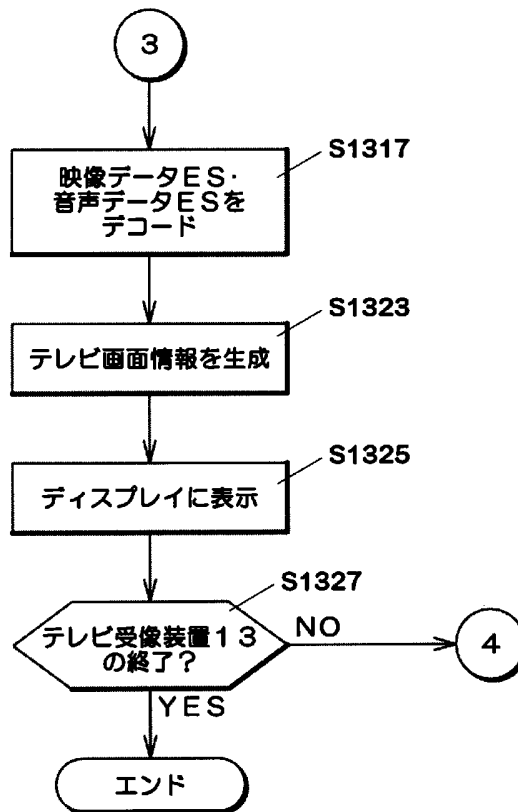 3
S1317
映像データES・
音声データESを
デコード
S1323
テレビ画面情報を生成
S1325
ディスプレイに表示
S1327
テレビ受像装置13
の終了?
NO
4
YES
エンド